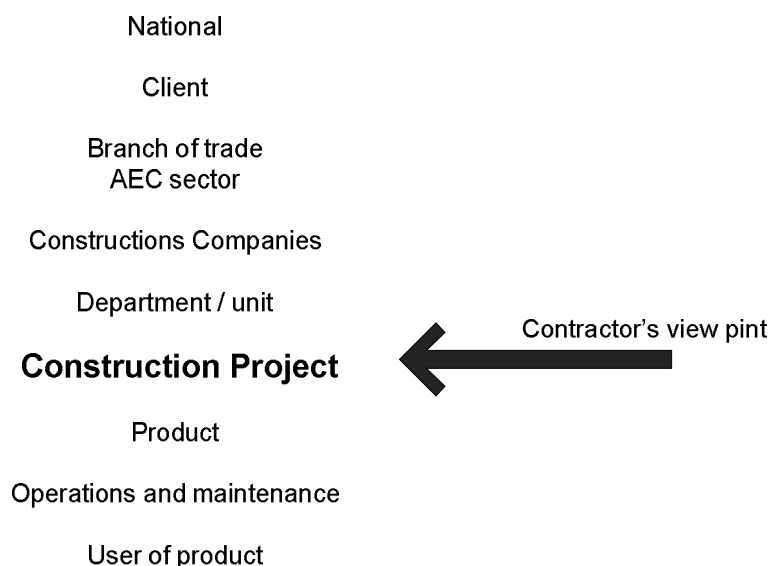 National
Client
Branch of trade
AEC sector
Constructions Companies
Department / unit
Contractor's view pint
Construction Project
Product
Operations and maintenance
User of product